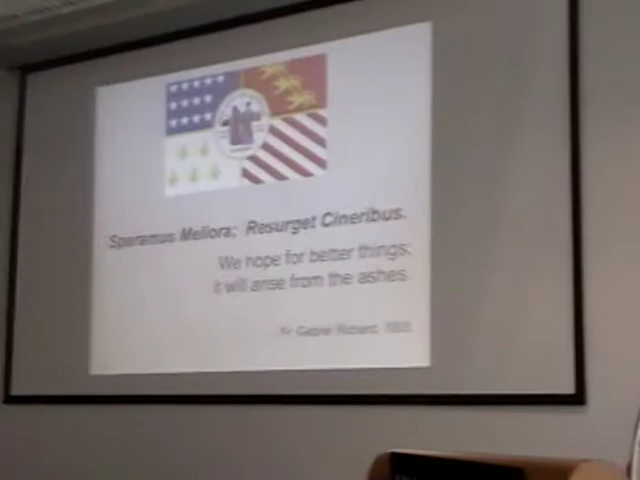 Speramus Meliora; Resurget Cineribus.
We hope for better things;
it will arise from the ashes.
Fr. Gabriel Richard, 1805